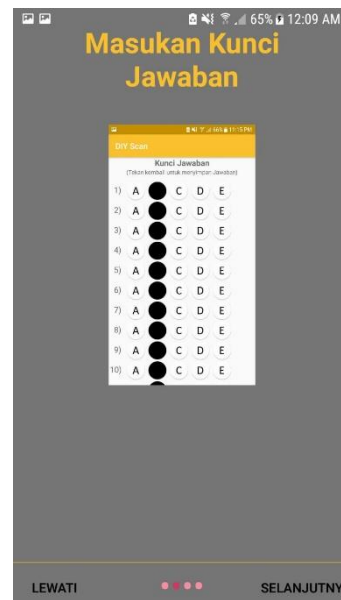 65% 12:09 AM
Masukan Kunci
Jawaban
66% 11:15 PM
DIY Scan
Kunci Jawaban
(Tekan kembali untuk menyimpan Jawaban)
1) A C D E
2) A C D E
3) A C D E
4) A C D E
5) A C D E
6) A C D E
7) A C D E
8) A C D E
9) A C D E
10) A C D E
LEWATI SELANJUTNY